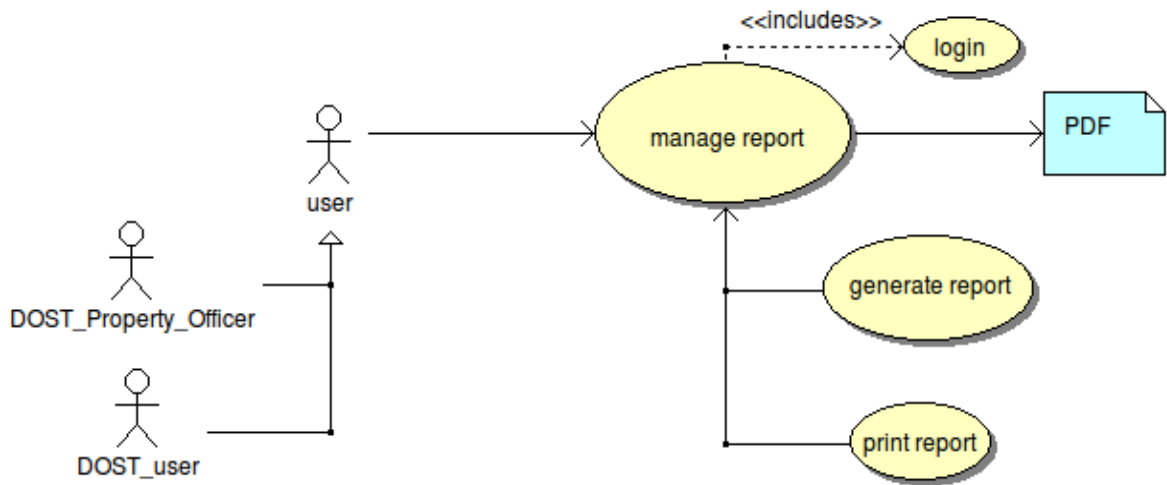 <<includes>>
login
manage report
PDF
user
DOST_Property_Officer
generate report
DOST_user
print report